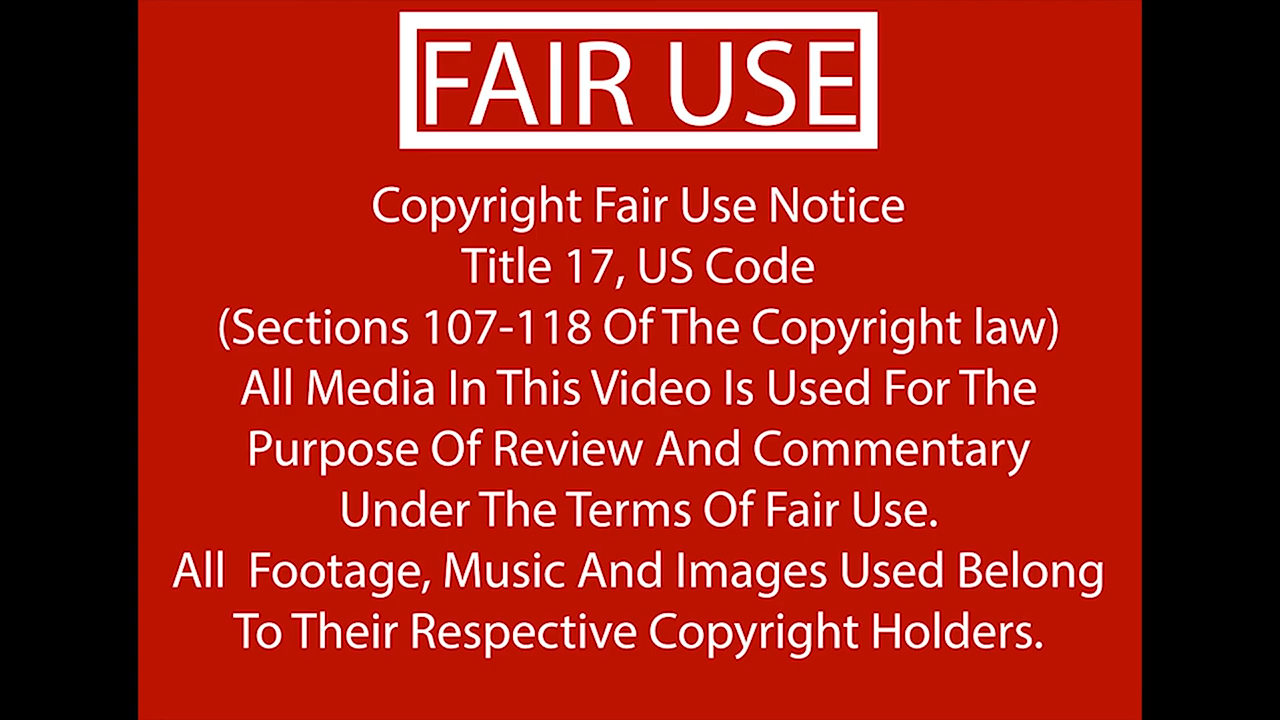 FAIR USE
Copyright Fair Use Notice
Title 17, US Code
(Sections 107-118 Of The Copyright law)
All Media In This Video Is Used For The
Purpose Of Review And Commentary
Under The Terms Of Fair Use.
All  Footage, Music And Images Used Belong
To Their Respective Copyright Holders.